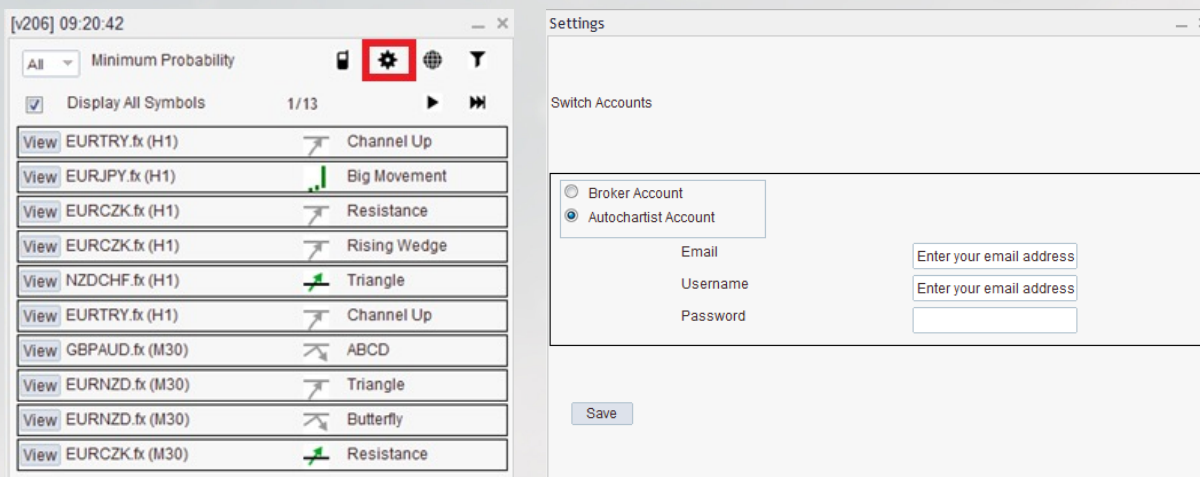 [v206] 09:20:42
All Minimum Probability
Display All Symbols 1/13
View EURTRY.fx (H1) Channel Up
View EURJPY.fx (H1) Big Movement
View EURCZK.fx (H1) Resistance
View EURCZK.fx (H1) Rising Wedge
View NZDCHF.fx (H1) Triangle
View EURTRY.fx (H1) Channel Up
View GBPAUD.fx (M30) ABCD
View EURNZD.fx (M30) Triangle
View EURNZD.fx (M30) Butterfly
View EURCZK.fx (M30) Resistance
Settings
Switch Accounts
Broker Account
Autochartist Account
Email Enter your email address
Username Enter your email address
Password
Save